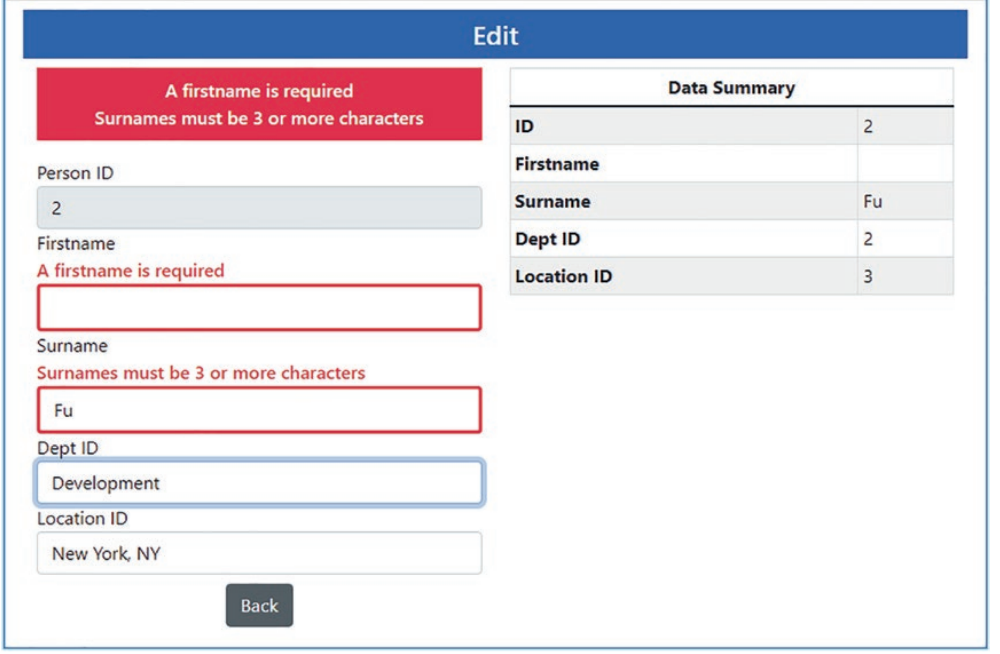 Edit
A firstname is required
Surnames must be 3 or more characters
Person ID
2
Firstname
A firstname is required
Surname
Surnames must be 3 or more characters
Fu
Dept ID
Development
Location ID
New York, NY
Back
Data Summary
ID 2
Firstname
Surname Fu
Dept ID 2
Location ID 3